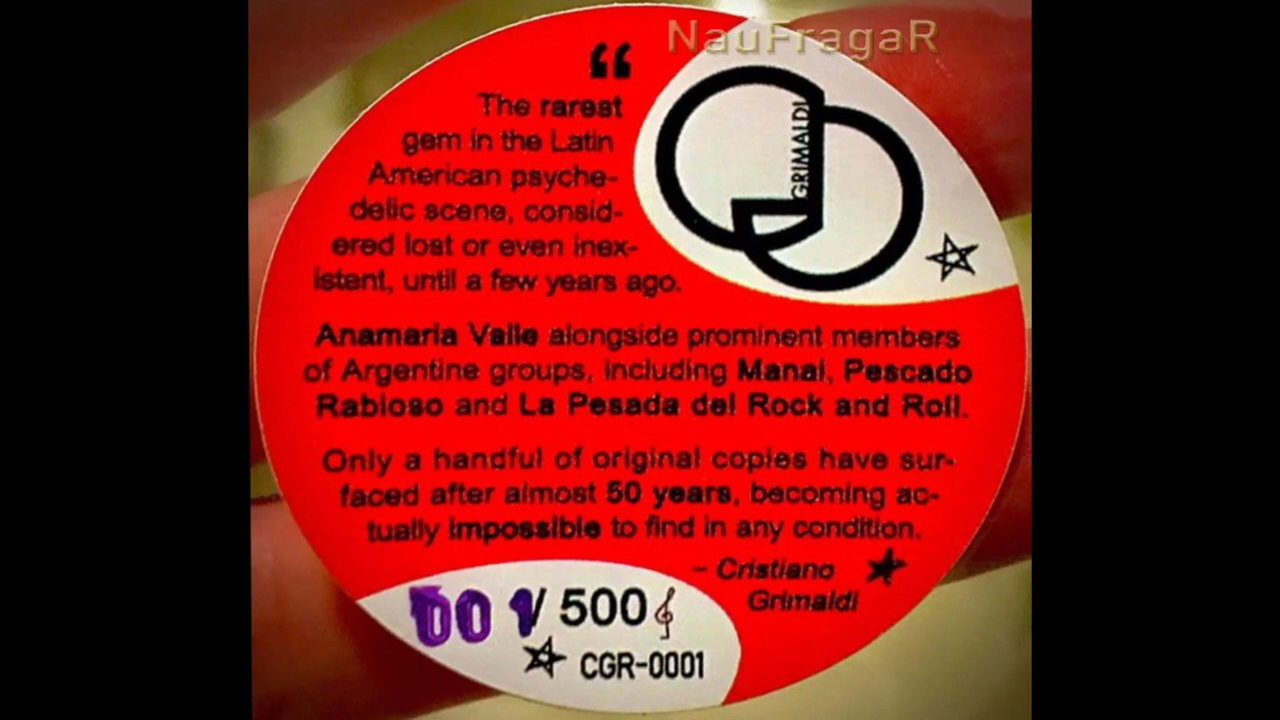 NauFragaR
“
The rarest
gem in the Latin
American psyche-
delic scene, consid-
ered lost or even inex-
istent, until a few years ago.
GRIMALDI
Anamaria Valle alongside prominent members
of Argentine groups, including Manal, Pescado
Rabioso and La Pesada del Rock and Roll.
Only a handful of original copies have sur-
faced after almost 50 years, becoming ac-
tually impossible to find in any condition.
– Cristiano
Grimaldi
001/500
CGR-0001